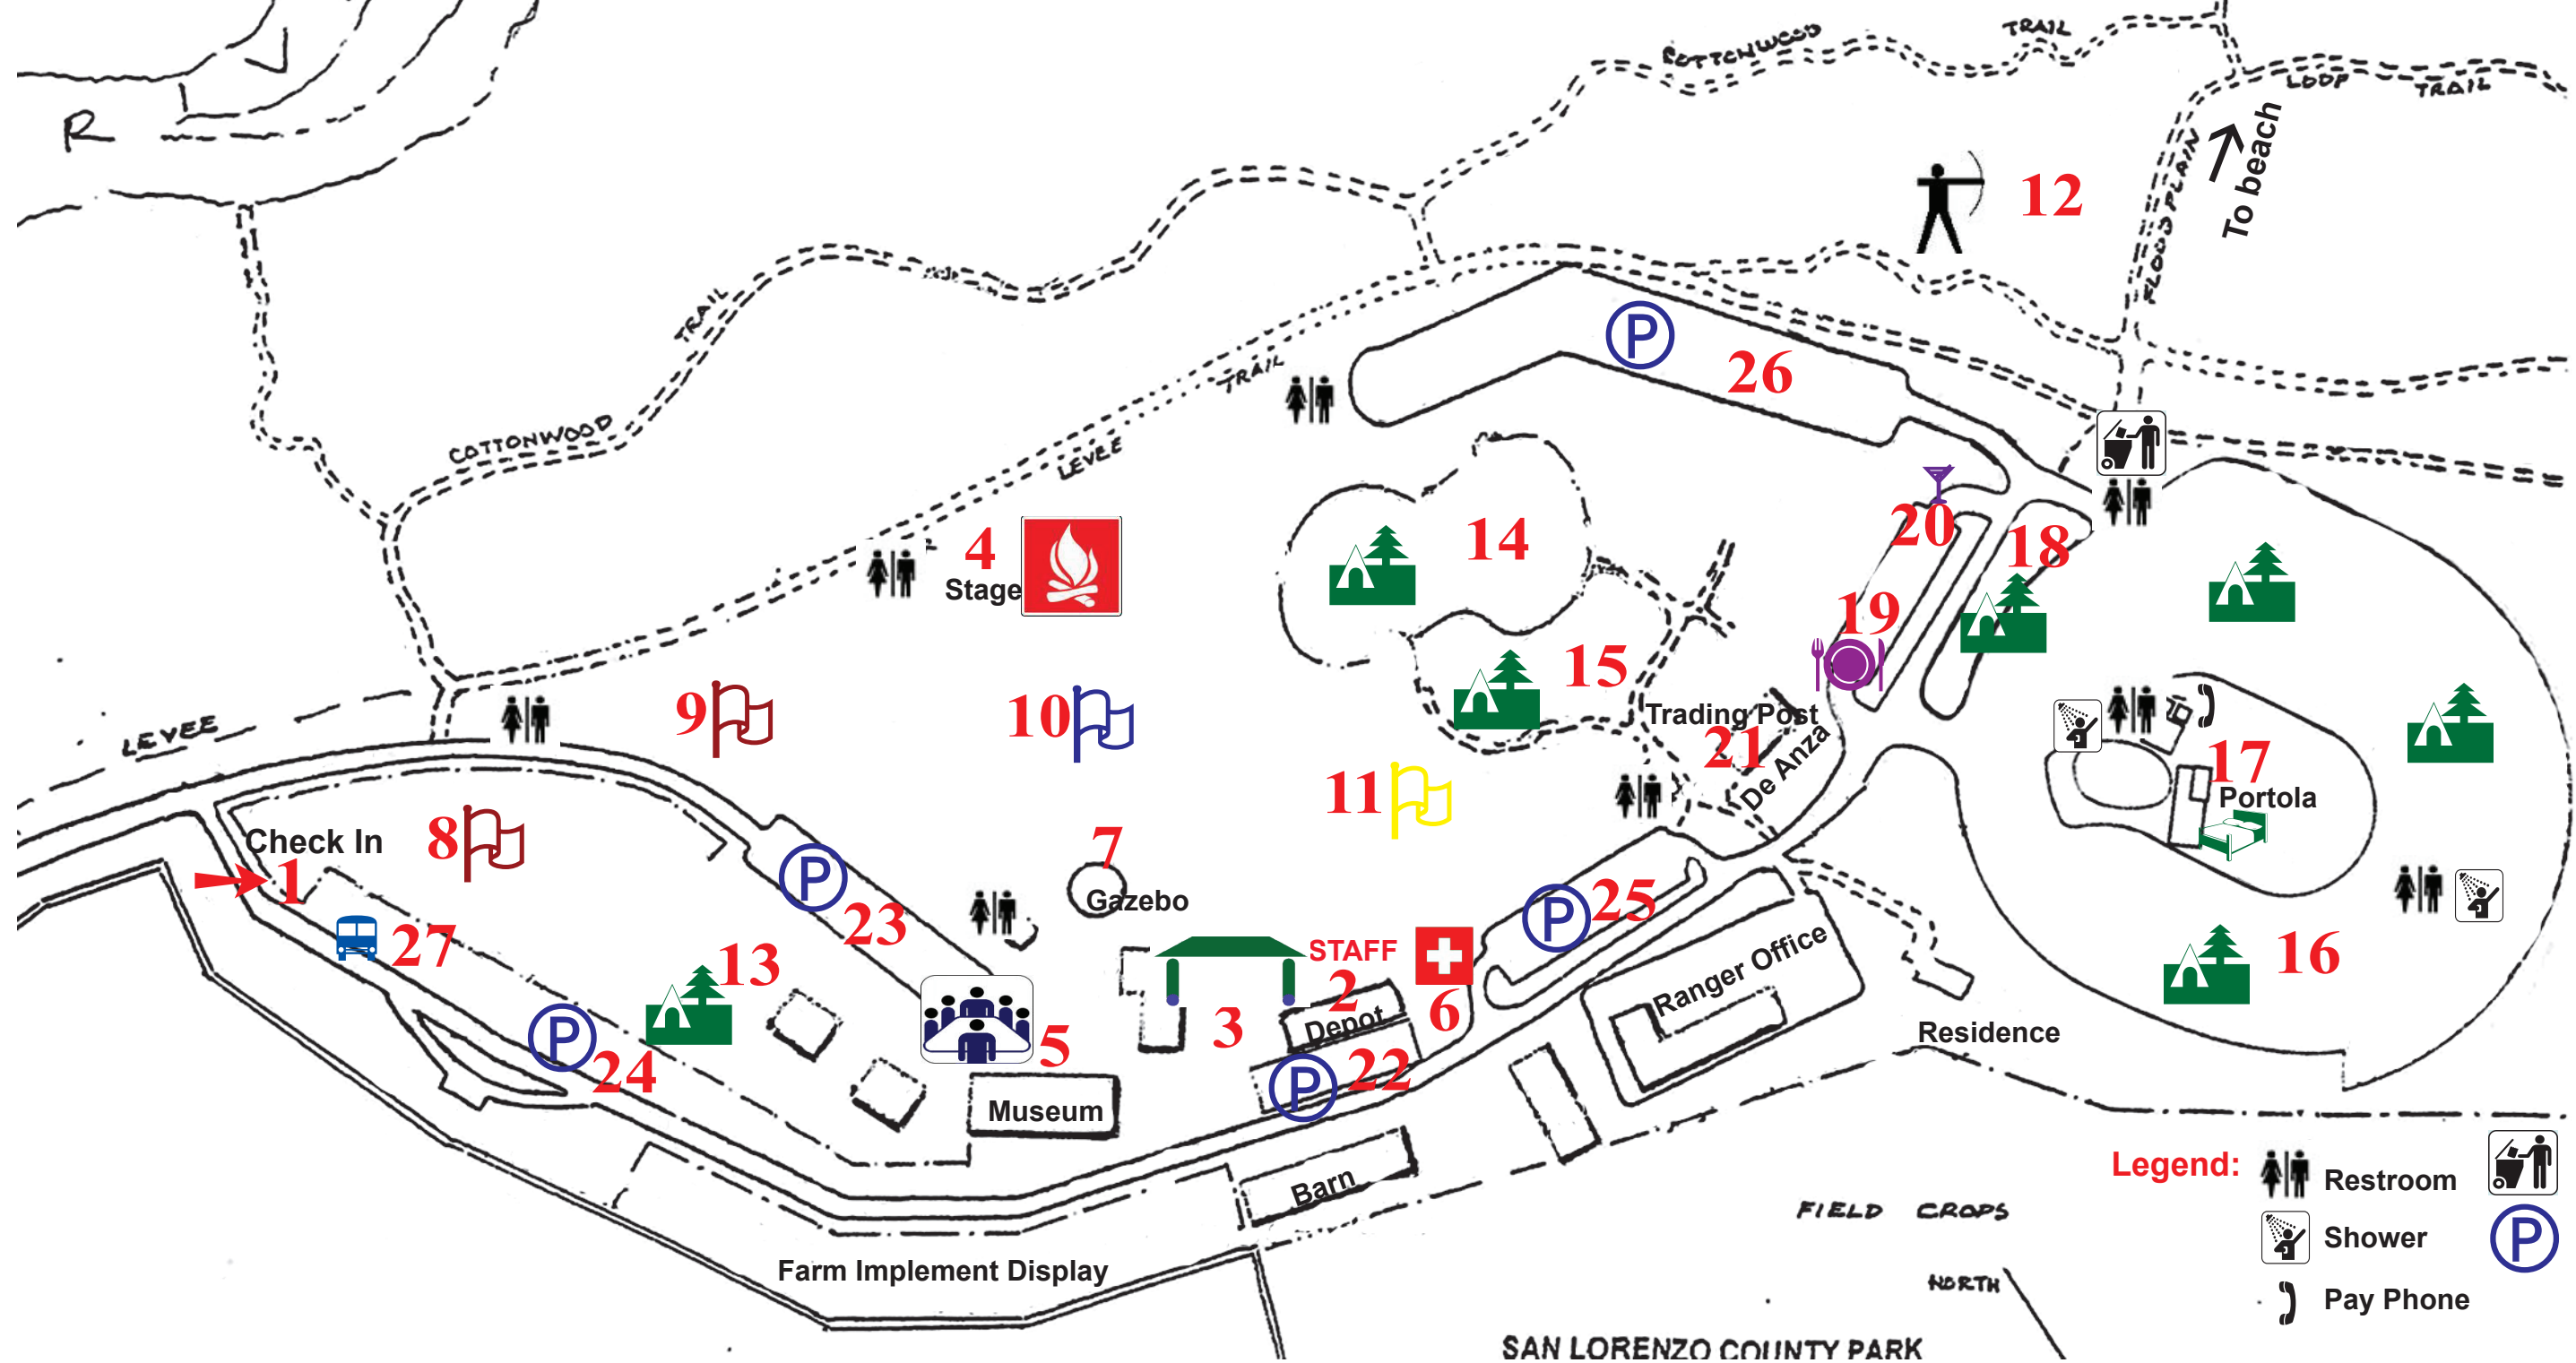 R
COTTONWOOD
TRAIL
LOOP
TRAIL
FLOODPLAIN
To beach
12
TRAIL
26
TRAIL
COTTONWOOD
LEVEE
4
Stage
14
20
18
19
15
9
10
LEVEE
Trading Post
21
De Anza
17
Portola
11
Check In
8
7
1
Gazebo
25
23
27
13
STAFF
2
Depot
6
3
Ranger Office
16
5
24
22
Residence
Museum
Barn
Farm Implement Display
Legend:
Restroom
Shower
P
Pay Phone
FIELD CROPS
NORTH
SAN LORENZO COUNTY PARK
P
P
P
P
P